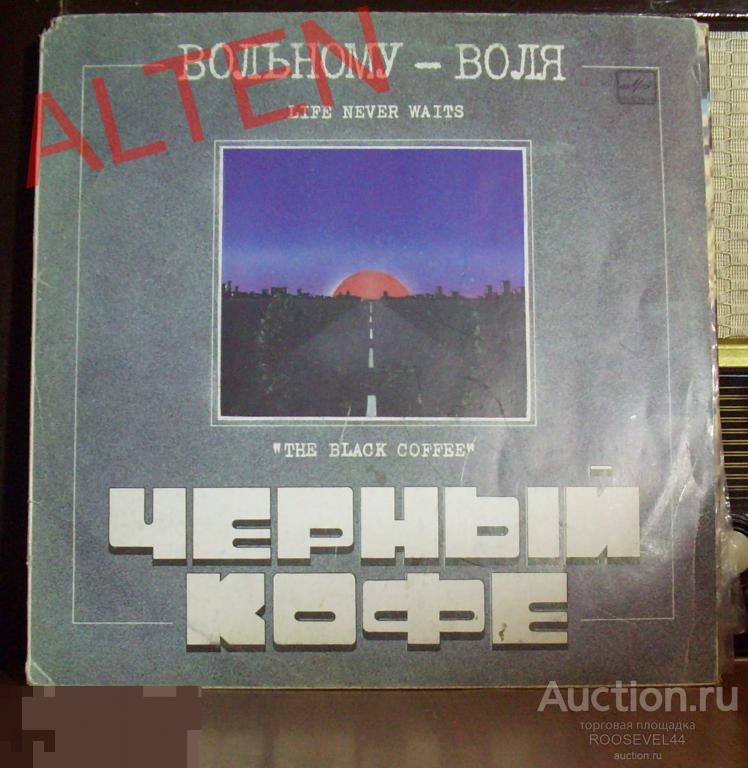 ALTEN
ВОЛЬНОМУ – ВОЛЯ
LIFE NEVER WAITS
"THE BLACK COFFEE"
ЧЕРНЫЙ
КОФЕ
Auction.ru
торговая площадка
ROOSEVEL44
auction.ru